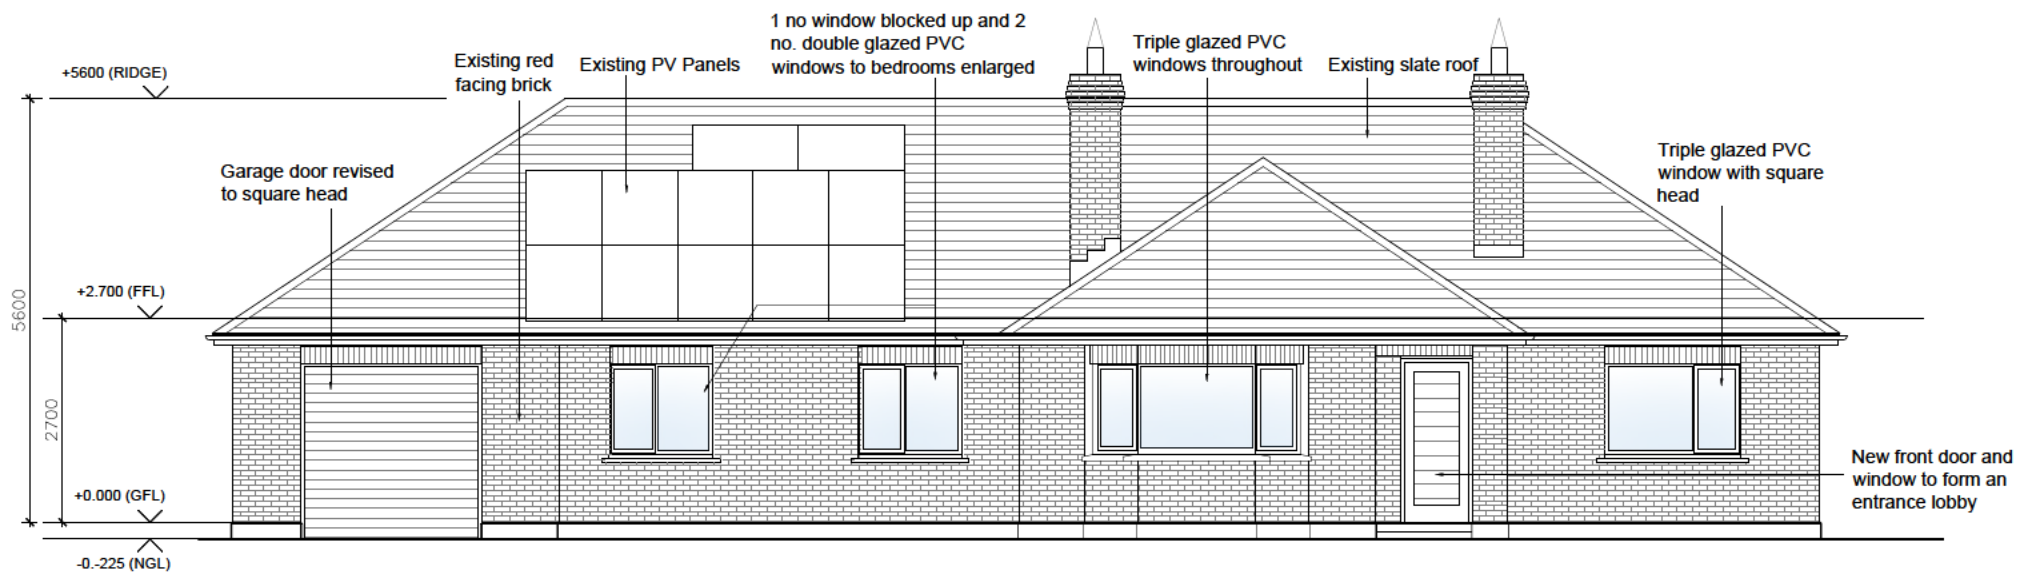 1 no window blocked up and 2
no. double glazed PVC
windows to bedrooms enlarged
Triple glazed PVC
windows throughout
Existing slate roof
Existing red
facing brick
Existing PV Panels
+5600 (RIDGE)
Garage door revised
to square head
Triple glazed PVC
window with square
head
+2.700 (FFL)
5600
2700
New front door and
window to form an
entrance lobby
+0.000 (GFL)
-0.-225 (NGL)